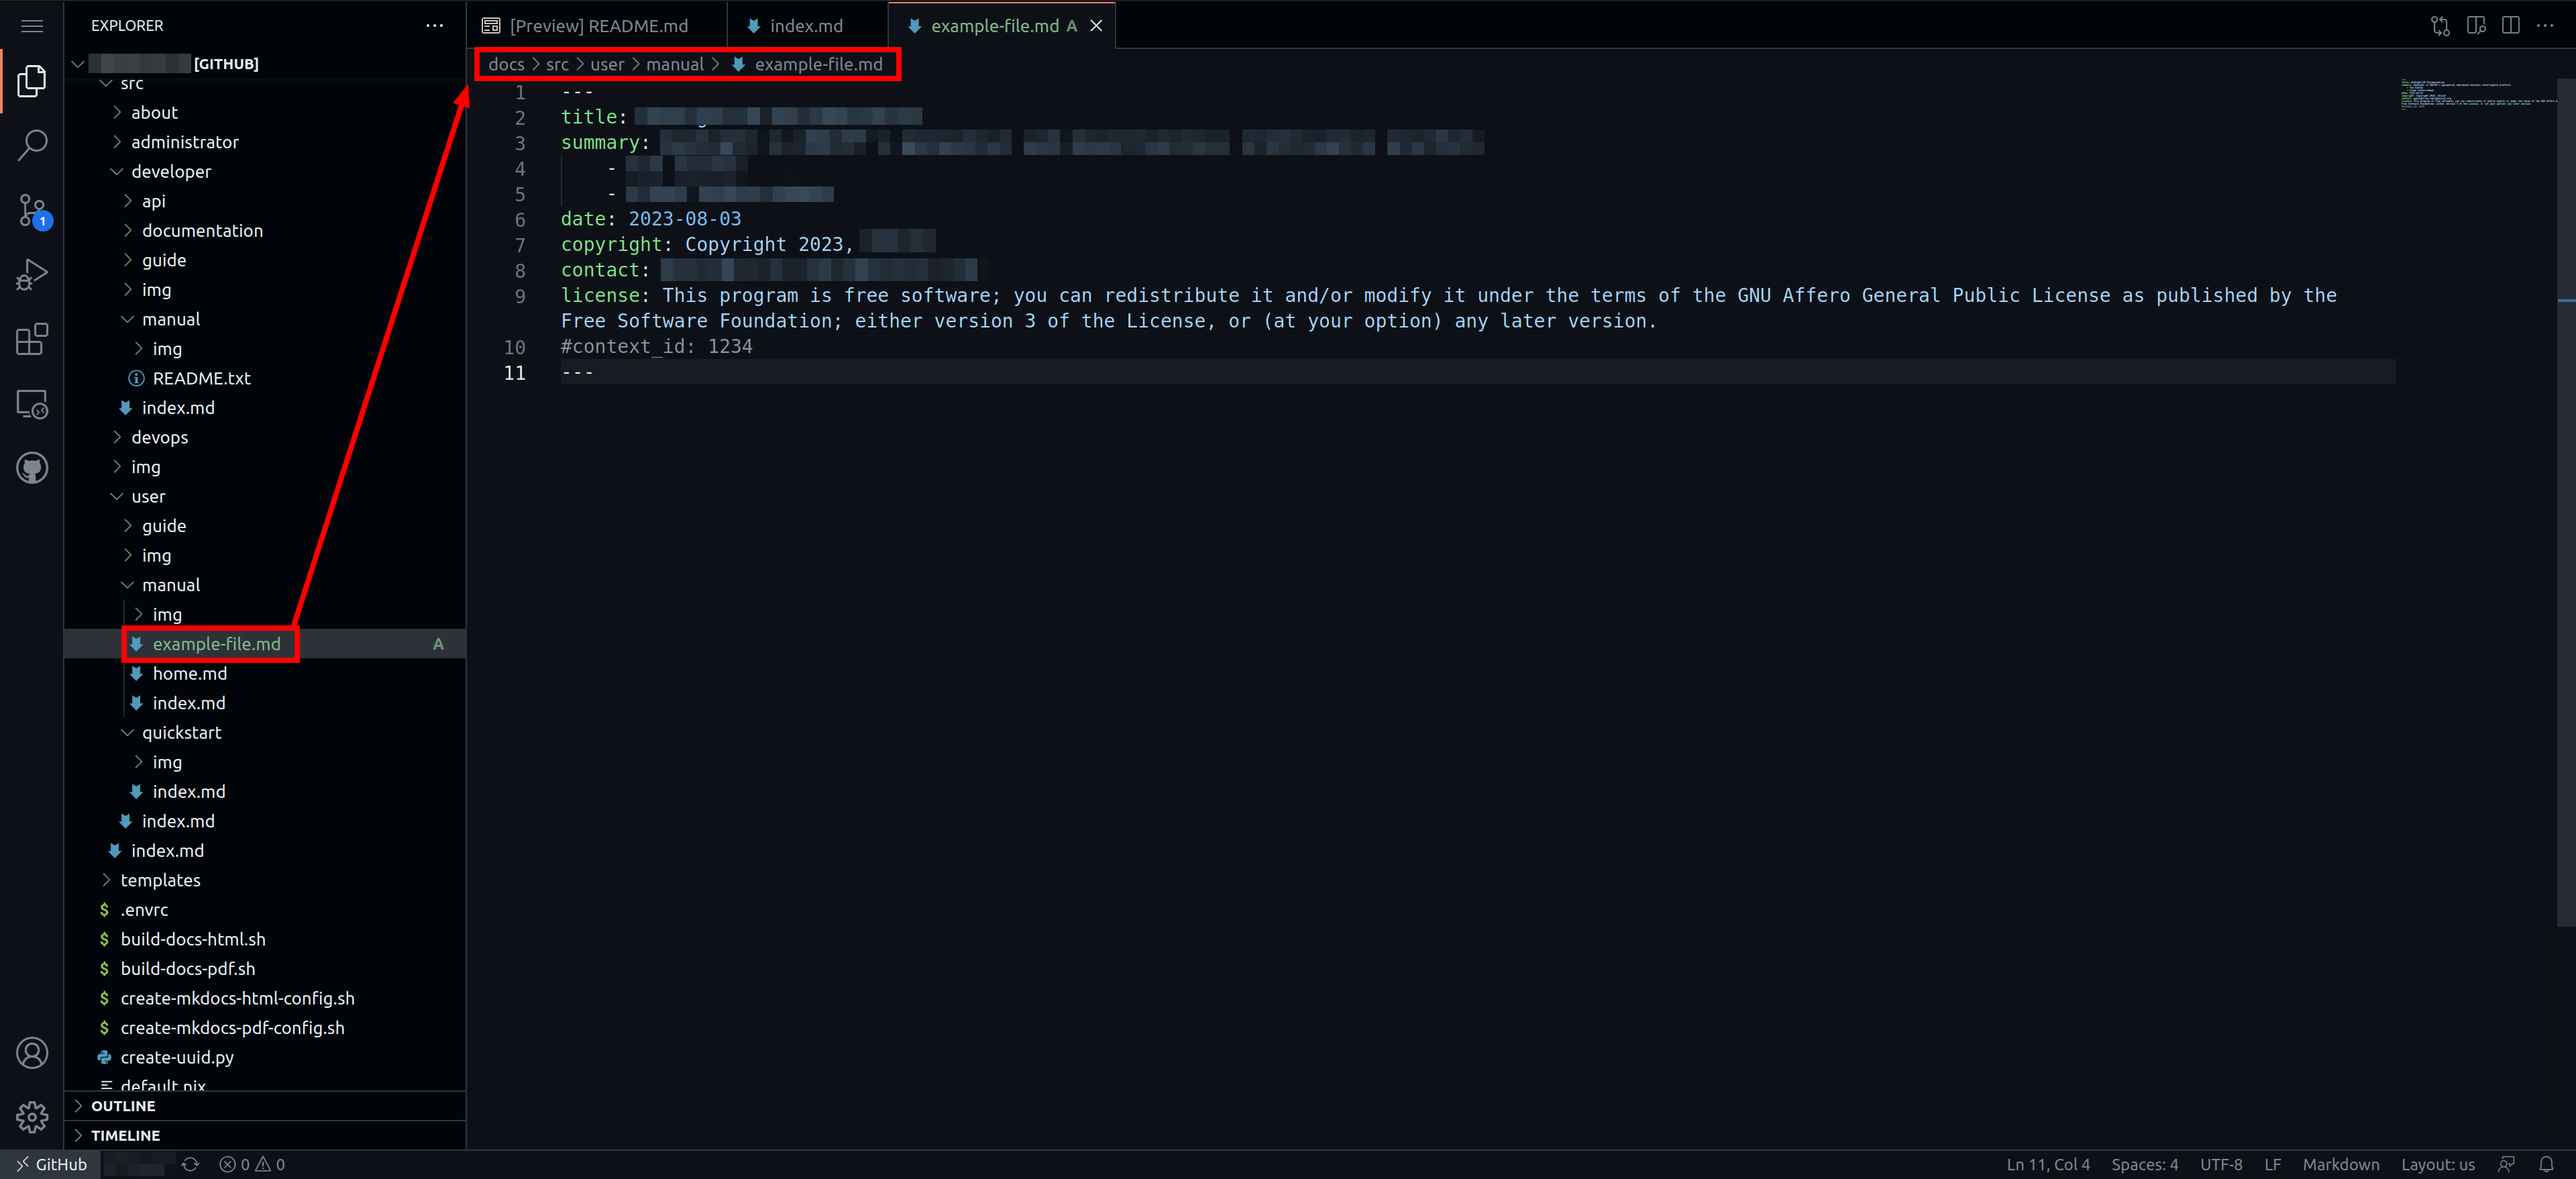 EXPLORER
[GITHUB]
src
about
administrator
developer
api
documentation
guide
img
manual
img
README.txt
index.md
devops
img
user
guide
img
manual
img
example-file.md A
home.md
index.md
quickstart
img
index.md
index.md
index.md
templates
.envrc
build-docs-html.sh
build-docs-pdf.sh
create-mkdocs-html-config.sh
create-mkdocs-pdf-config.sh
create-uuid.py
default.nix
OUTLINE
TIMELINE
1
[Preview] README.md index.md example-file.md A
docs > src > user > manual > example-file.md
1 ---
2 title:
3 summary:
4 -
5 -
6 date: 2023-08-03
7 copyright: Copyright 2023,
8 contact:
9 license: This program is free software; you can redistribute it and/or modify it under the terms of the GNU Affero General Public License as published by the
Free Software Foundation; either version 3 of the License, or (at your option) any later version.
10 #context_id: 1234
11 ---
GitHub 0 0 Ln 11, Col 4 Spaces: 4 UTF-8 LF Markdown Layout: us